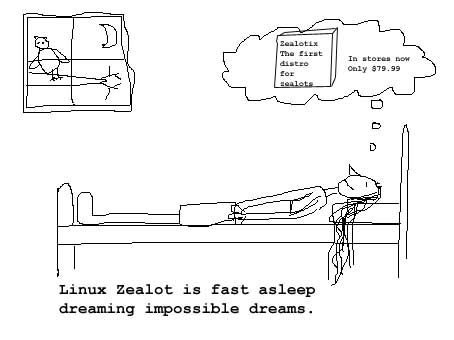 Zealotix
The first
distro
for
zealots
In stores now
Only $79.99
Linux Zealot is fast asleep
dreaming impossible dreams.